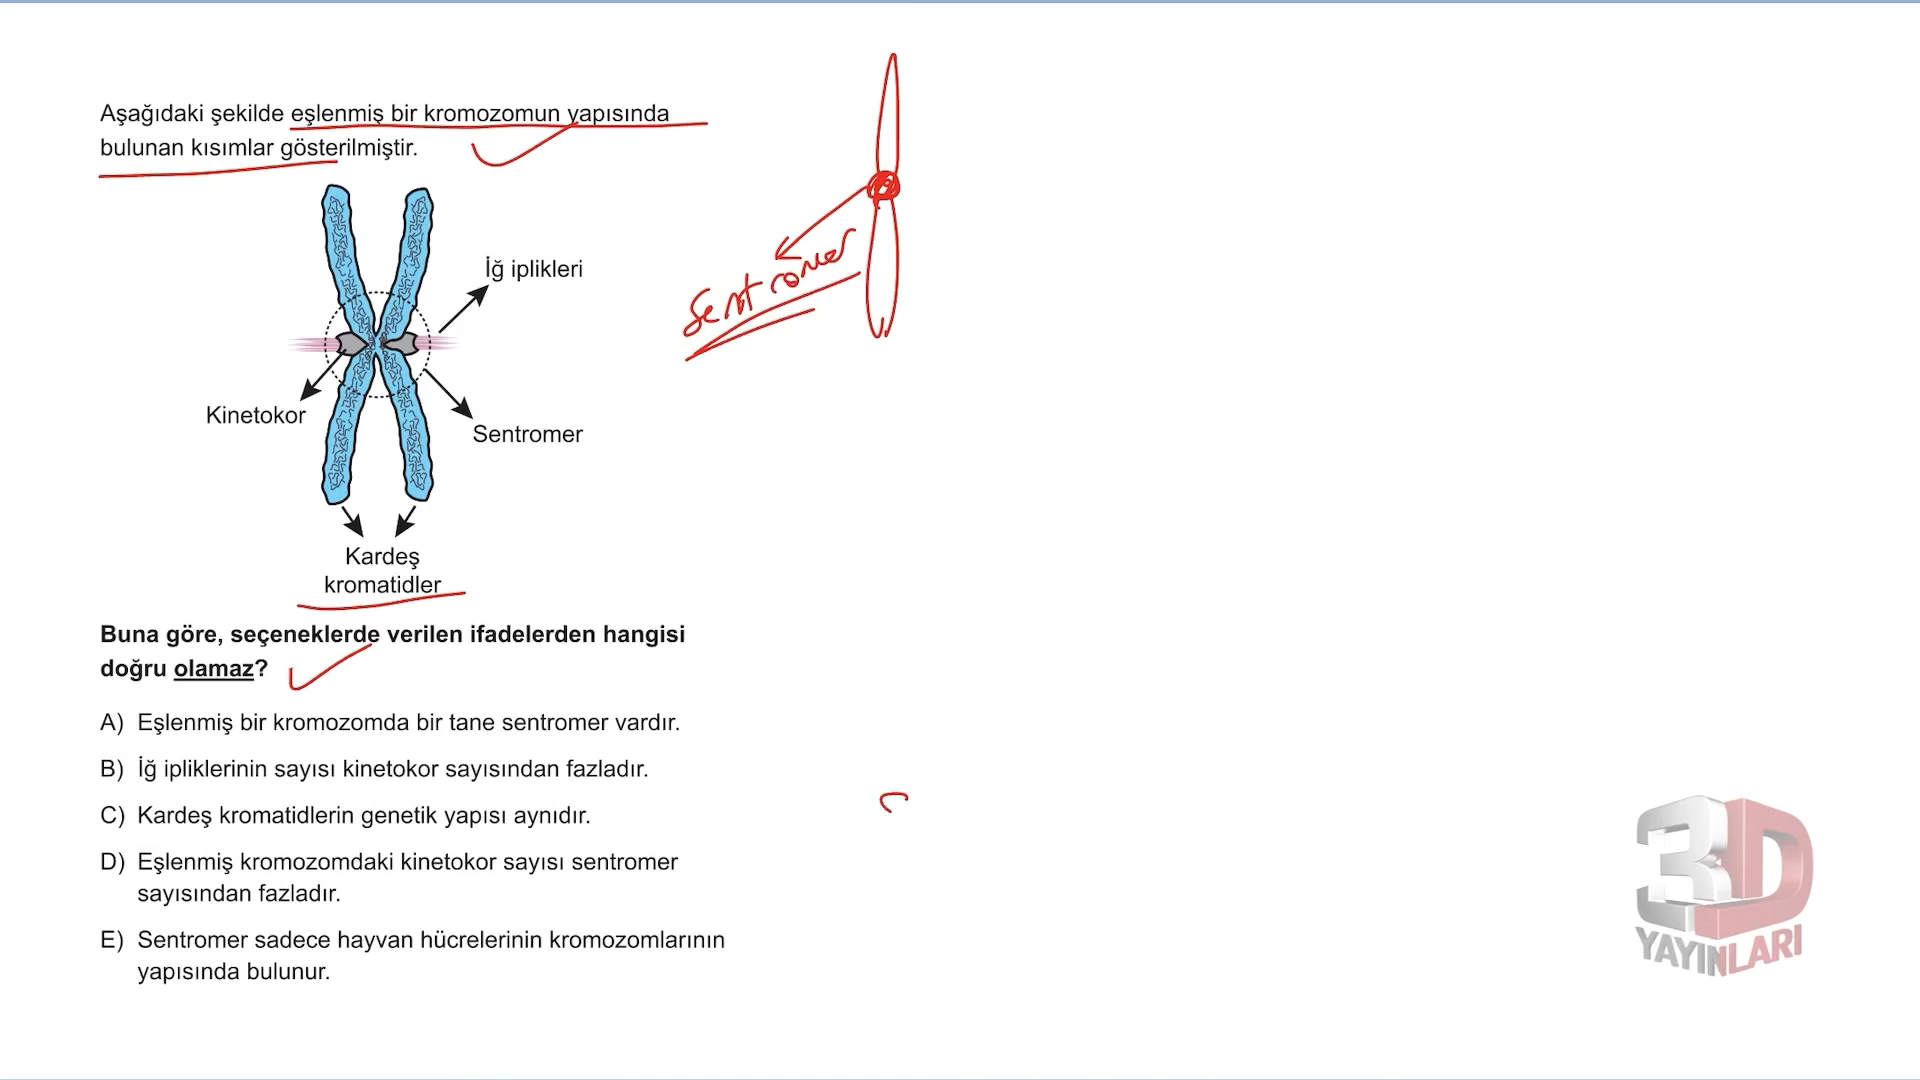 Aşağıdaki şekilde eşlenmiş bir kromozomun yapısında
bulunan kısımlar gösterilmiştir.
İğ iplikleri
Sentromer
Kinetokor
Sentromer
Kardeş
kromatidler
Buna göre, seçeneklerde verilen ifadelerden hangisi
doğru olamaz?
A) Eşlenmiş bir kromozomda bir tane sentromer vardır.
B) İğ ipliklerinin sayısı kinetokor sayısından fazladır.
C) Kardeş kromatidlerin genetik yapısı aynıdır.
D) Eşlenmiş kromozomdaki kinetokor sayısı sentromer
sayısından fazladır.
E) Sentromer sadece hayvan hücrelerinin kromozomlarının
yapısında bulunur.
3D
YAYINLARI